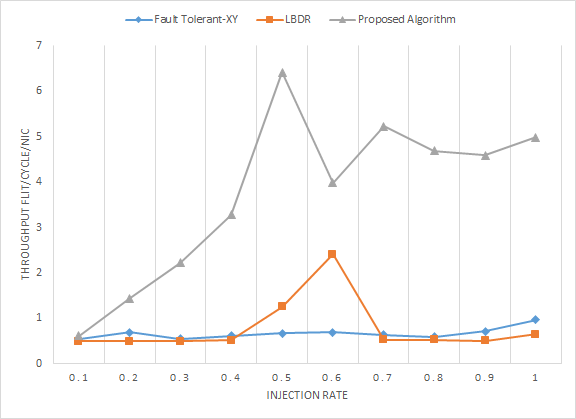 Fault Tolerant-XY LBDR Proposed Algorithm
7
6
5
4
3
2
1
0
THROUGHPUT FLIT/CYCLE/NIC
0.1 0.2 0.3 0.4 0.5 0.6 0.7 0.8 0.9 1
INJECTION RATE